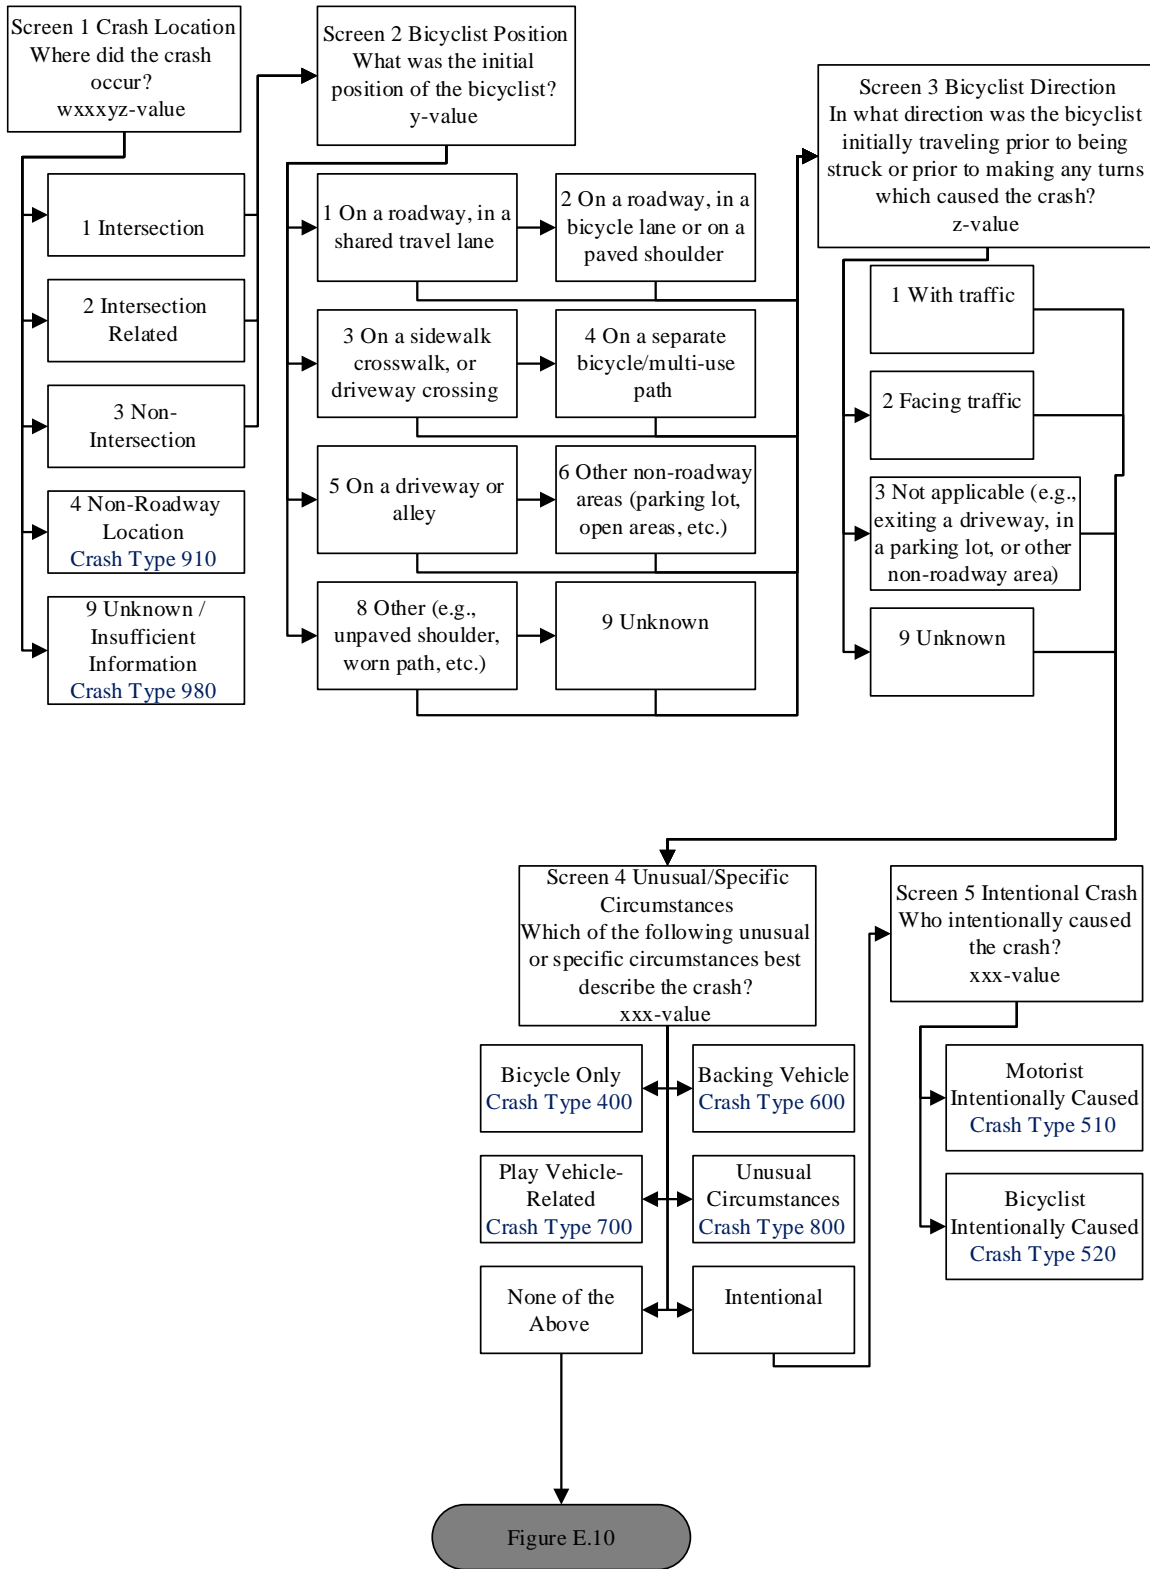 Screen 1 Crash Location
Where did the crash
occur?
wxxxyz-value
1 Intersection
2 Intersection
Related
3 Non-
Intersection
4 Non-Roadway
Location
Crash Type 910
9 Unknown /
Insufficient
Information
Crash Type 980
Screen 2 Bicyclist Position
What was the initial
position of the bicyclist?
y-value
1 On a roadway, in a
shared travel lane
2 On a roadway, in a
bicycle lane or on a
paved shoulder
3 On a sidewalk
crosswalk, or
driveway crossing
4 On a separate
bicycle/multi-use
path
5 On a driveway or
alley
6 Other non-roadway
areas (parking lot,
open areas, etc.)
8 Other (e.g.,
unpaved shoulder,
worn path, etc.)
9 Unknown
Screen 3 Bicyclist Direction
In what direction was the bicyclist
initially traveling prior to being
struck or prior to making any turns
which caused the crash?
z-value
1 With traffic
2 Facing traffic
3 Not applicable (e.g.,
exiting a driveway, in
a parking lot, or other
non-roadway area)
9 Unknown
Screen 4 Unusual/Specific
Circumstances
Which of the following unusual
or specific circumstances best
describe the crash?
xxx-value
Bicycle Only
Crash Type 400
Backing Vehicle
Crash Type 600
Play Vehicle-
Related
Crash Type 700
Unusual
Circumstances
Crash Type 800
None of the
Above
Intentional
Screen 5 Intentional Crash
Who intentionally caused
the crash?
xxx-value
Motorist
Intentionally Caused
Crash Type 510
Bicyclist
Intentionally Caused
Crash Type 520
Figure E.10